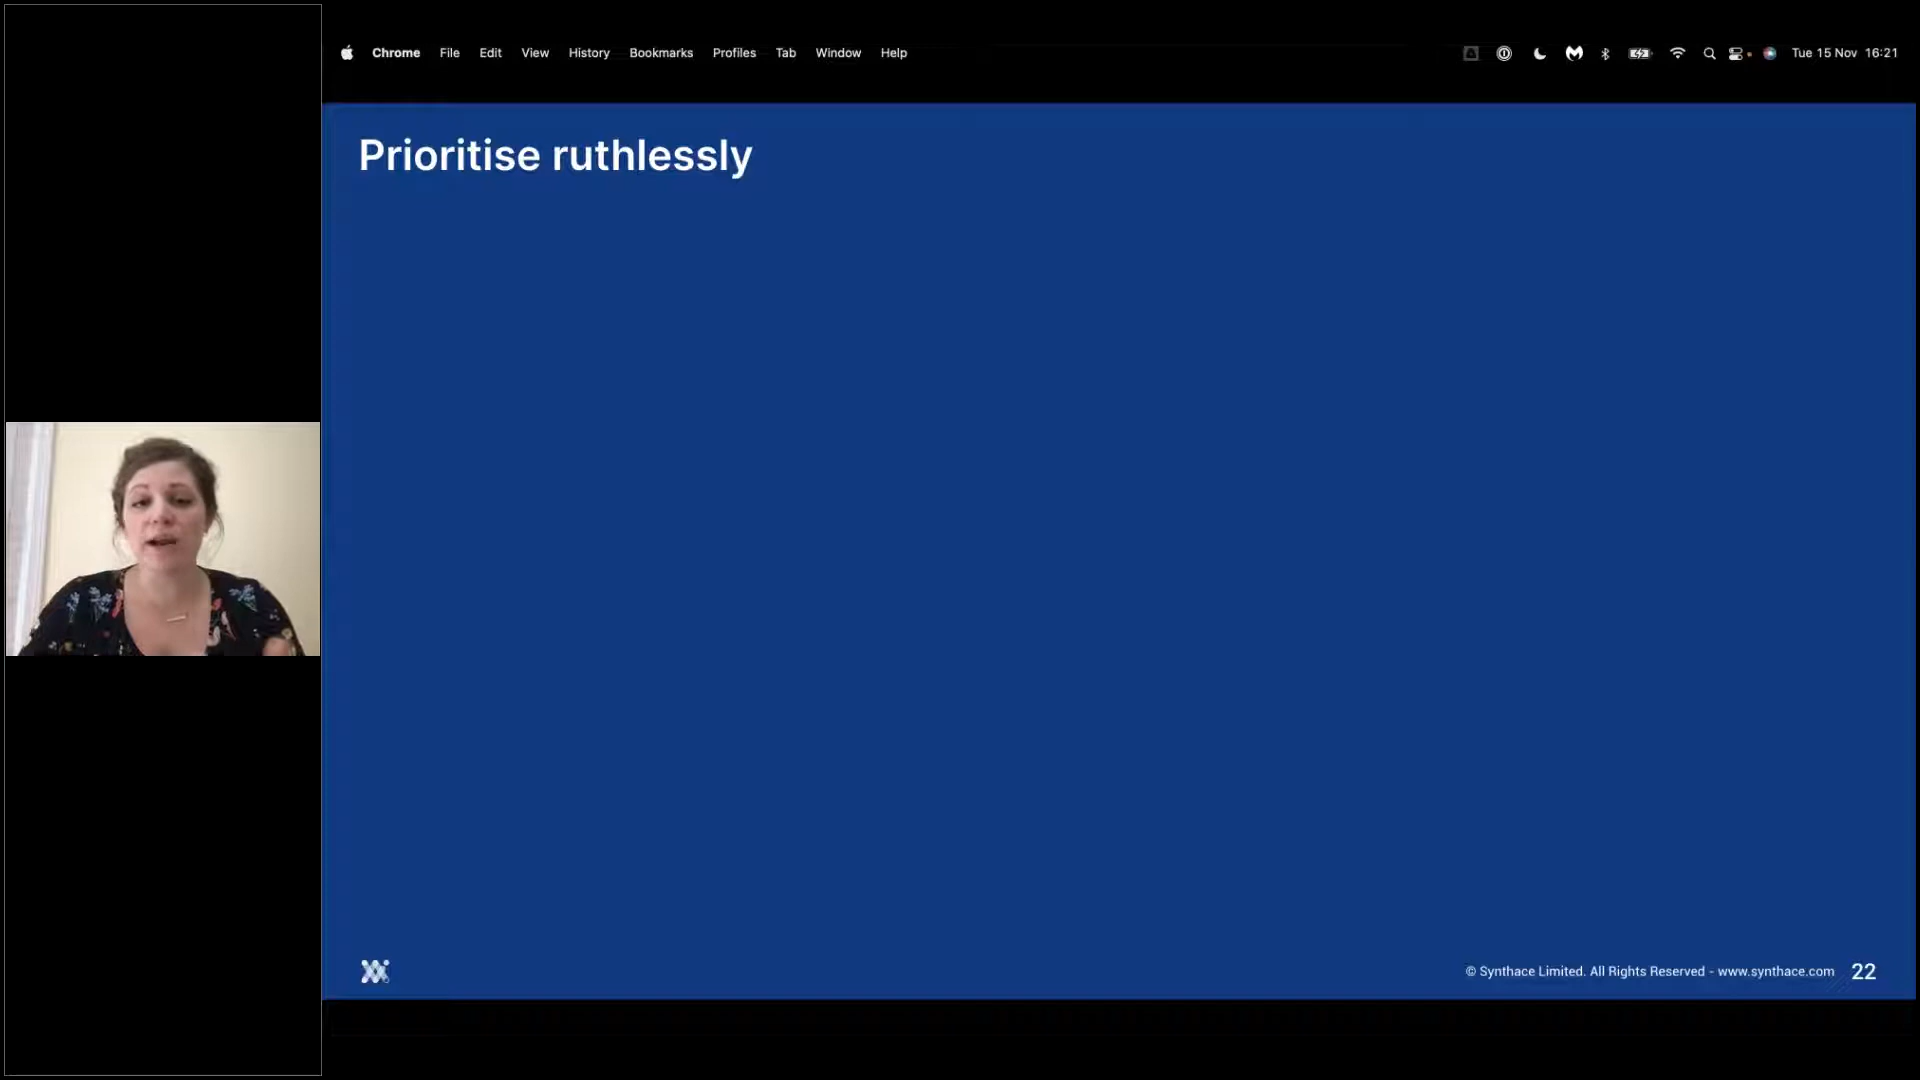 Chrome File Edit View History Bookmarks Profiles Tab Window Help
Tue 15 Nov 16:21
Prioritise ruthlessly
© Synthace Limited. All Rights Reserved - www.synthace.com 22